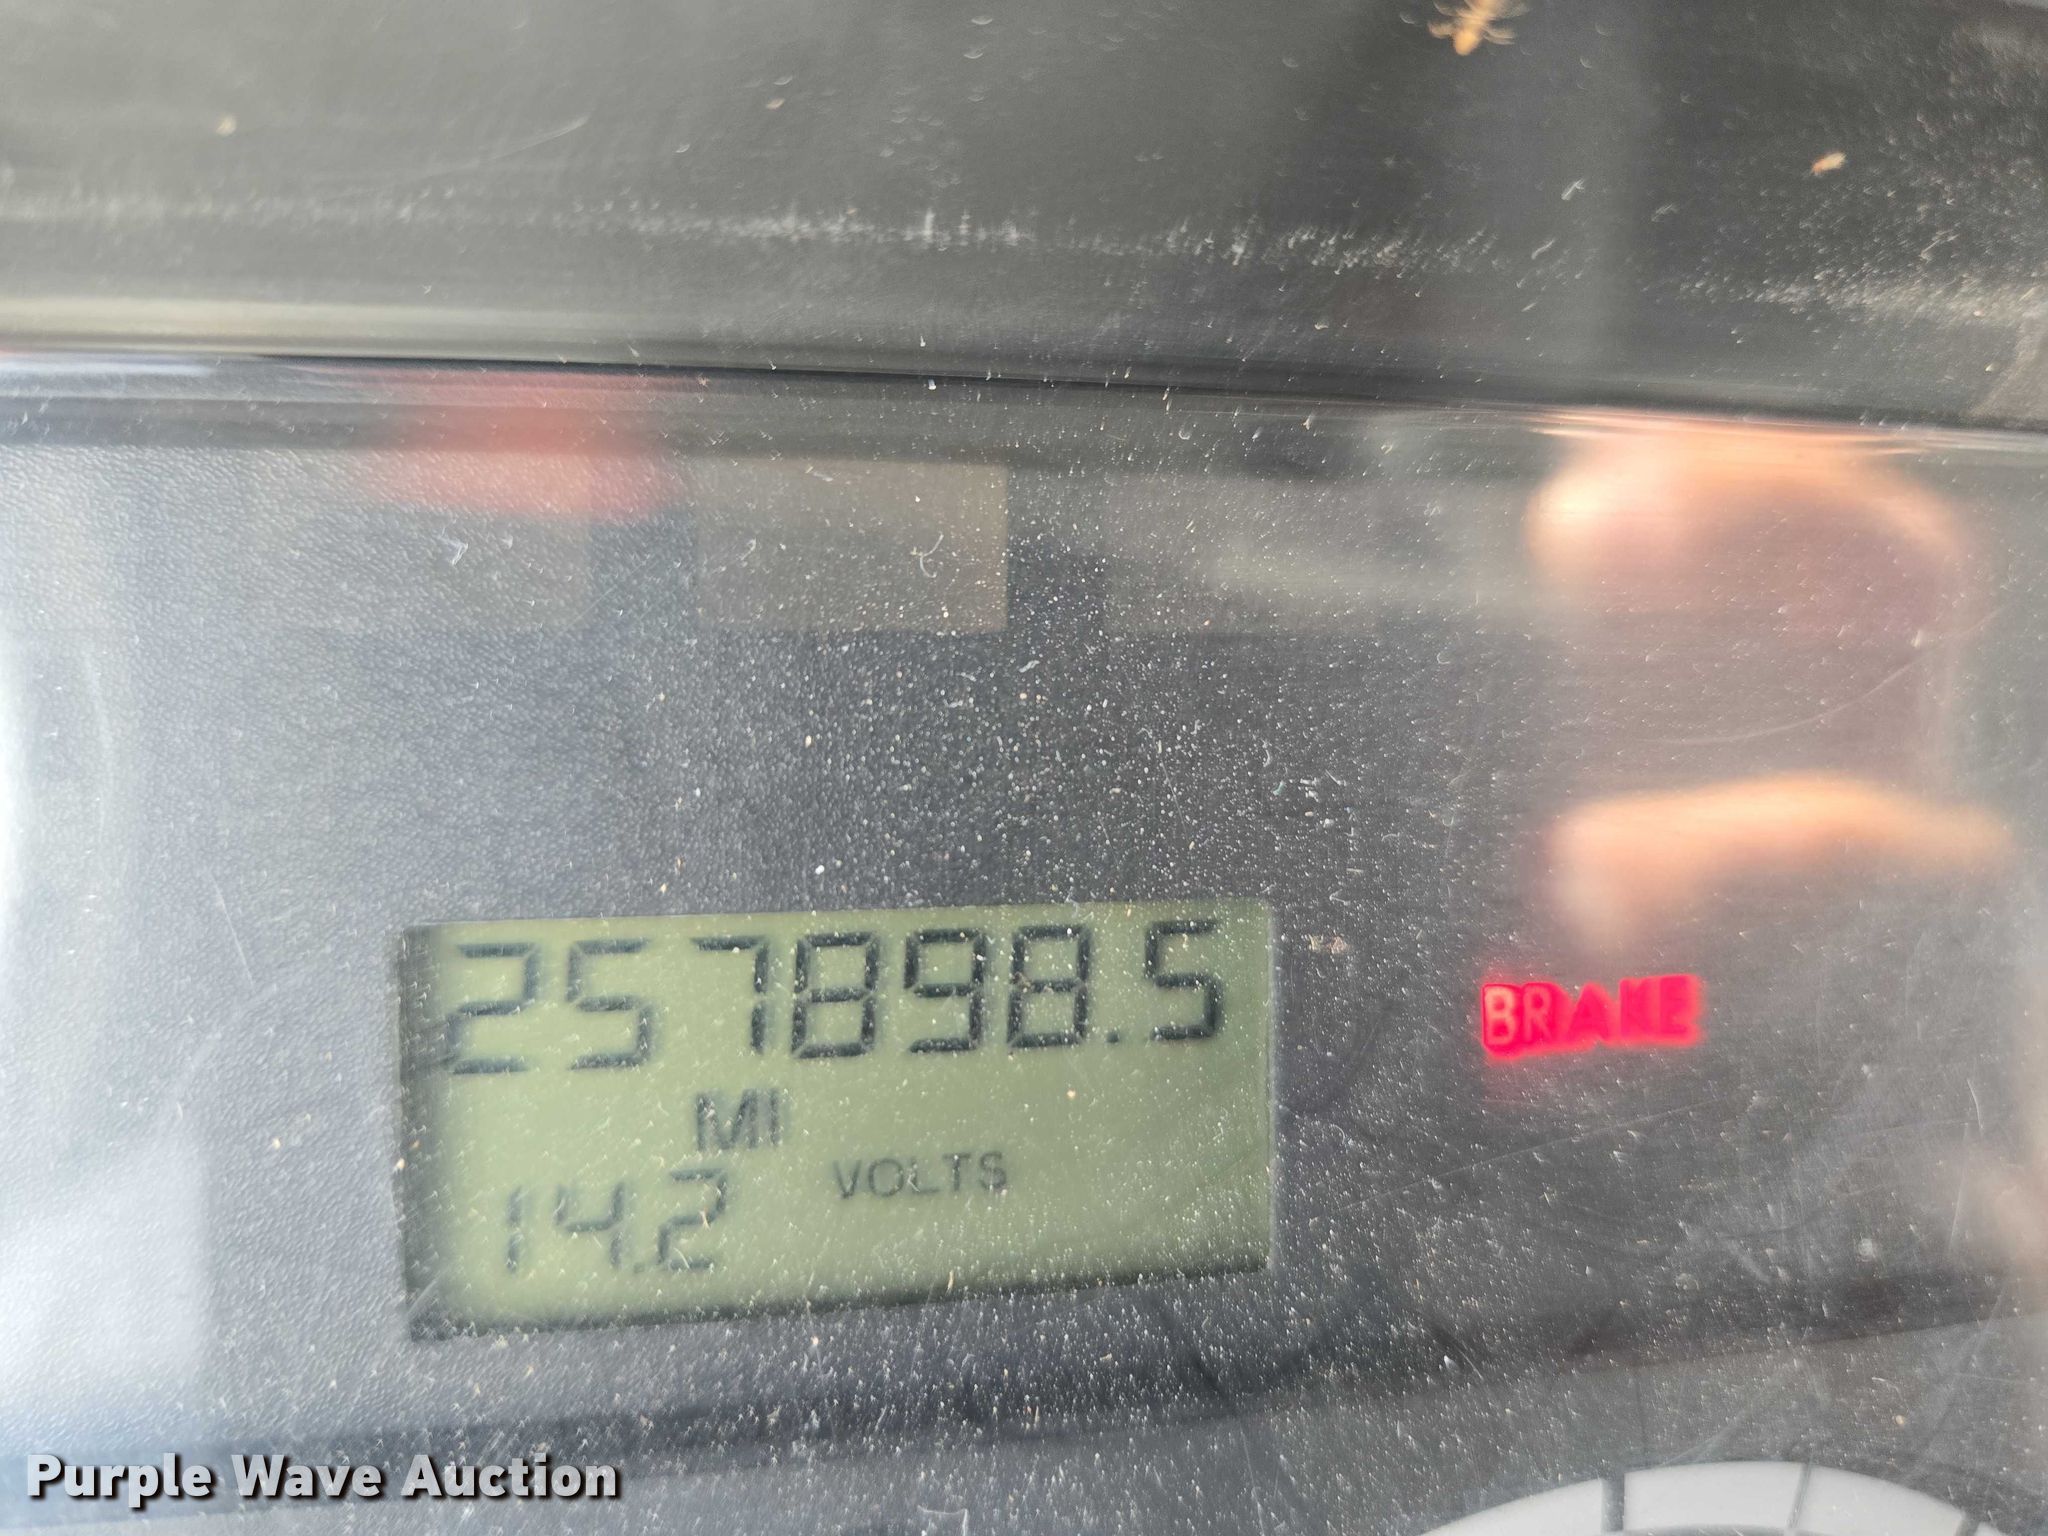 257898.5
BRAKE
MI
VOLTS
14.2
Purple Wave Auction